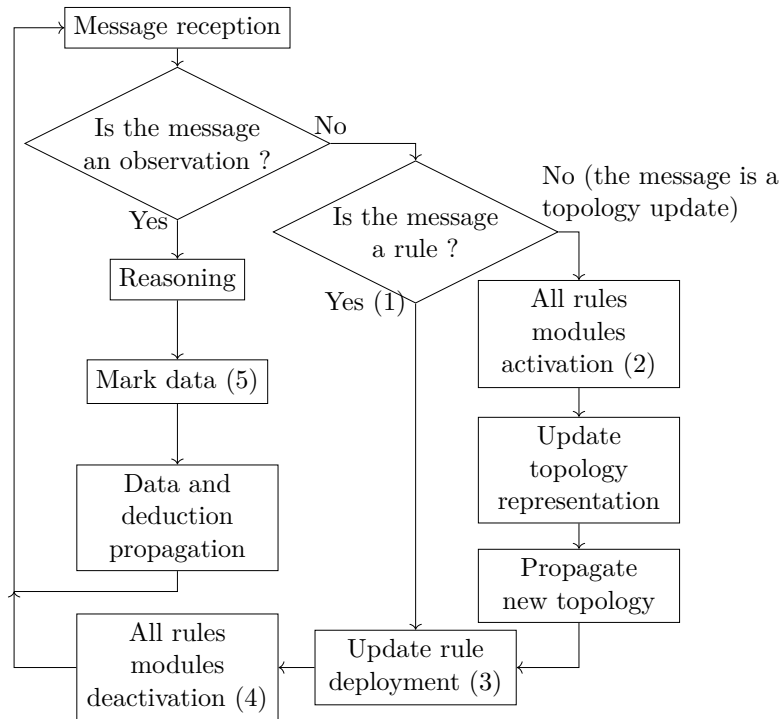 Message reception
Is the message
an observation ?
No
Yes
Is the message
a rule ?
No (the message is a
topology update)
Yes (1)
Reasoning
Mark data (5)
Data and
deduction
propagation
All rules
modules
activation (2)
Update
topology
representation
Propagate
new topology
Update rule
deployment (3)
All rules
modules
deactivation (4)